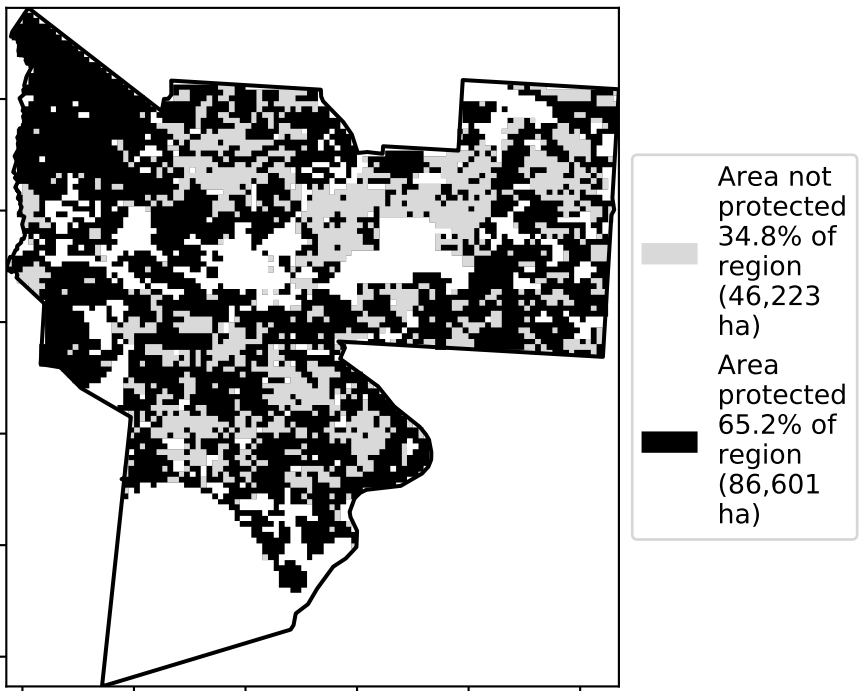 Area not
protected
34.8% of
region
(46,223
ha)
Area
protected
65.2% of
region
(86,601
ha)